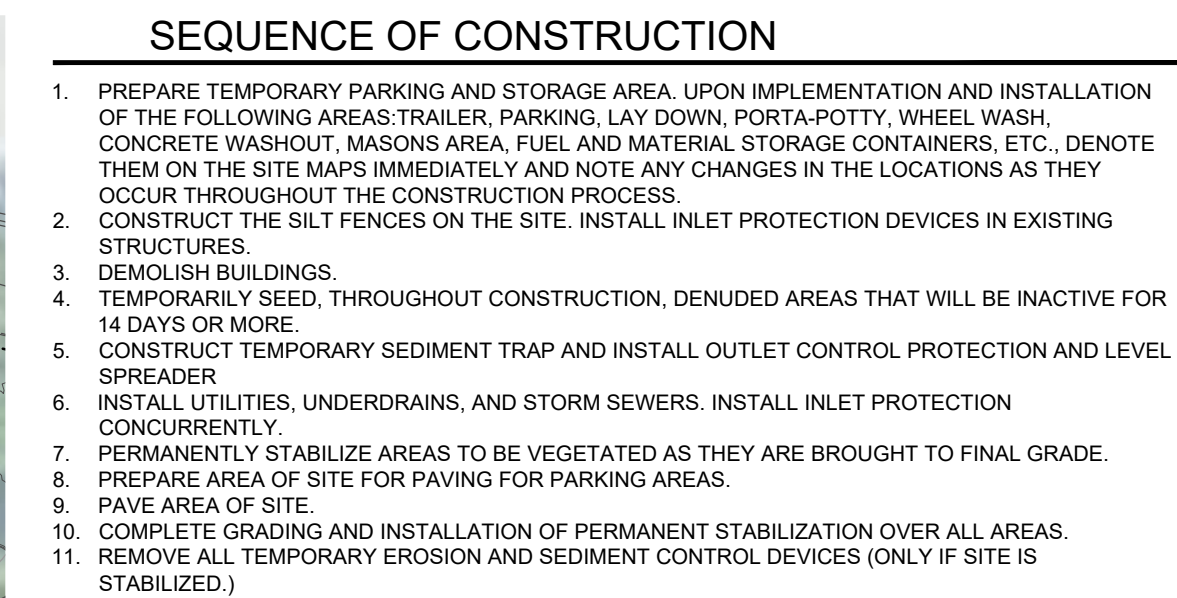 SEQUENCE OF CONSTRUCTION
1. PREPARE TEMPORARY PARKING AND STORAGE AREA. UPON IMPLEMENTATION AND INSTALLATION
OF THE FOLLOWING AREAS:TRAILER, PARKING, LAY DOWN, PORTA-POTTY, WHEEL WASH,
CONCRETE WASHOUT, MASONS AREA, FUEL AND MATERIAL STORAGE CONTAINERS, ETC., DENOTE
THEM ON THE SITE MAPS IMMEDIATELY AND NOTE ANY CHANGES IN THE LOCATIONS AS THEY
OCCUR THROUGHOUT THE CONSTRUCTION PROCESS.
2. CONSTRUCT THE SILT FENCES ON THE SITE. INSTALL INLET PROTECTION DEVICES IN EXISTING
STRUCTURES.
3. DEMOLISH BUILDINGS.
4. TEMPORARILY SEED, THROUGHOUT CONSTRUCTION, DENUDED AREAS THAT WILL BE INACTIVE FOR
14 DAYS OR MORE.
5. CONSTRUCT TEMPORARY SEDIMENT TRAP AND INSTALL OUTLET CONTROL PROTECTION AND LEVEL
SPREADER
6. INSTALL UTILITIES, UNDERDRAINS, AND STORM SEWERS. INSTALL INLET PROTECTION
CONCURRENTLY.
7. PERMANENTLY STABILIZE AREAS TO BE VEGETATED AS THEY ARE BROUGHT TO FINAL GRADE.
8. PREPARE AREA OF SITE FOR PAVING FOR PARKING AREAS.
9. PAVE AREA OF SITE.
10. COMPLETE GRADING AND INSTALLATION OF PERMANENT STABILIZATION OVER ALL AREAS.
11. REMOVE ALL TEMPORARY EROSION AND SEDIMENT CONTROL DEVICES (ONLY IF SITE IS
STABILIZED.)